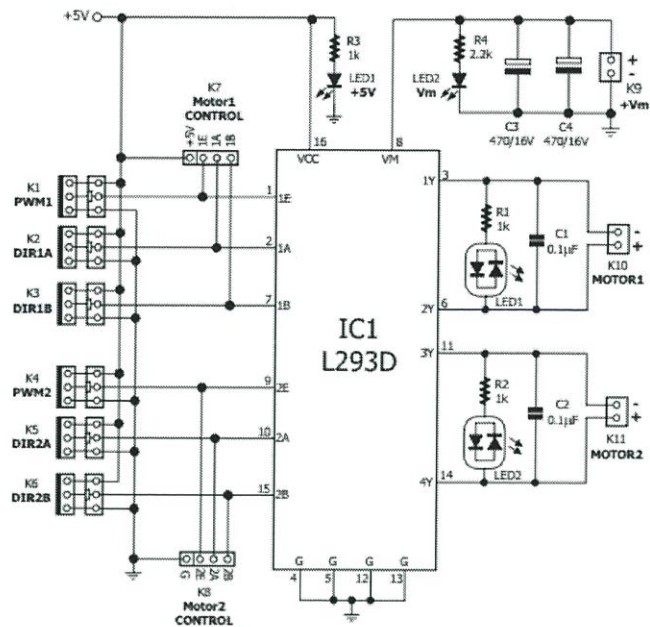 +5V
R3
1k
LED1
+5V
R4
2.2k
LED2
Vm
C3
470/16V
C4
470/16V
+
-
K9
+Vm
K7
Motor1
CONTROL
+5V
1E
1A
1B
16
VCC
8
VM
K1
PWM1
1
1E
K2
DIR1A
2
1A
K3
DIR1B
7
1B
K4
PWM2
9
2E
K5
DIR2A
10
2A
K6
DIR2B
15
2B
IC1
L293D
1Y
3
R1
1k
LED1
C1
0.1µF
-
+
K10
MOTOR1
2Y
6
3Y
11
R2
1k
LED2
C2
0.1µF
-
+
K11
MOTOR2
4Y
14
G
2E
2A
2B
K8
Motor2
CONTROL
G
G
G
G
4
5
12
13